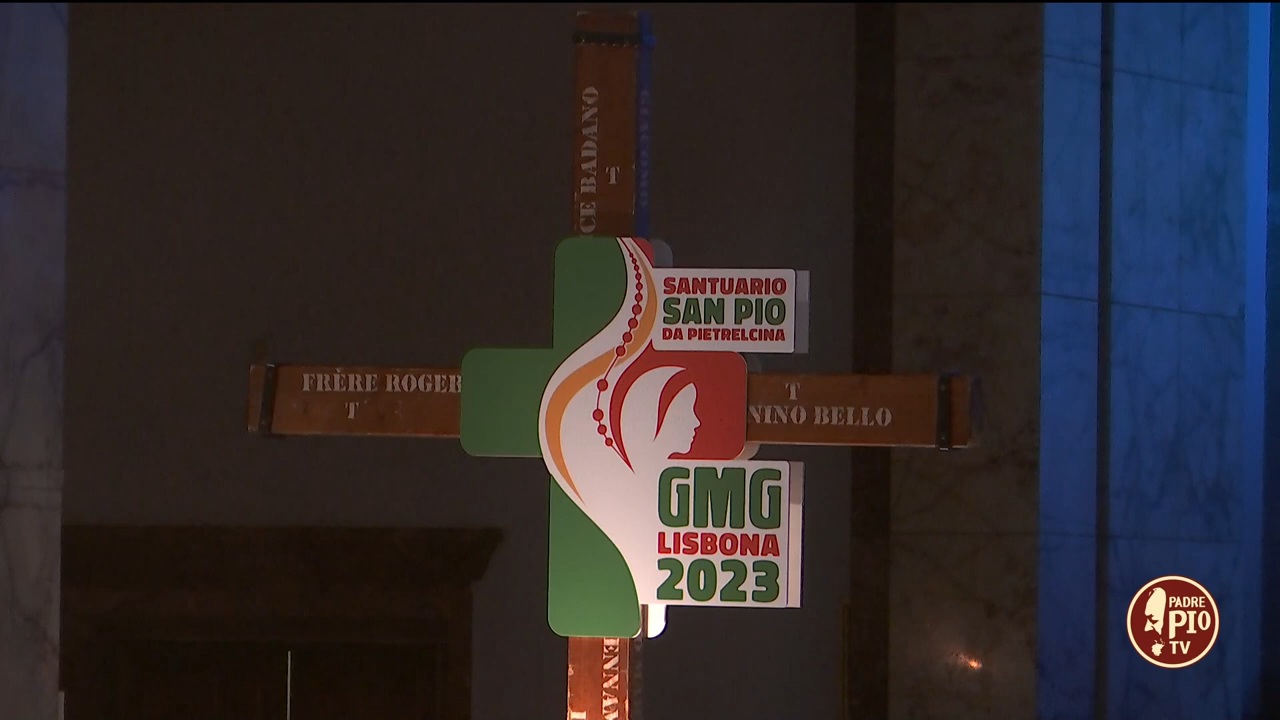 CE BADANO
T
SANTUARIO
SAN PIO
DA PIETRELCINA
FRÈRE ROGER
T
T
NINO BELLO
GMG
LISBONA
2023
PADRE
PIO
TV